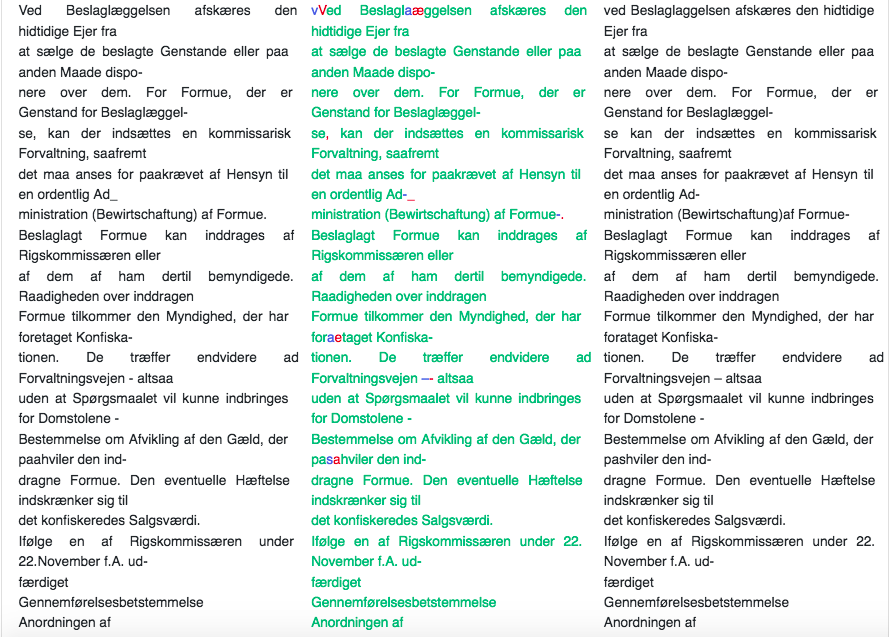 Ved Beslaglæggelsen afskæres den
hidtidige Ejer fra
at sælge de beslagte Genstande eller paa
anden Maade dispo-
nere over dem. For Formue, der er
Genstand for Beslaglæggel-
se, kan der indsættes en kommissarisk
Forvaltning, saafremt
det maa anses for paakrævet af Hensyn til
en ordentlig Ad_
ministration (Bewirtschaftung) af Formue.
Beslaglagt Formue kan inddrages af
Rigskommissæren eller
af dem af ham dertil bemyndigede.
Raadigheden over inddragen
Formue tilkommer den Myndighed, der har
foretaget Konfiska-
tionen. De træffer endvidere ad
Forvaltningsvejen - altsaa
uden at Spørgsmaalet vil kunne indbringes
for Domstolene -
Bestemmelse om Afvikling af den Gæld, der
paahviler den ind-
dragne Formue. Den eventuelle Hæftelse
indskrænker sig til
det konfiskeredes Salgsværdi.
Ifølge en af Rigskommissæren under
22.November f.A. ud-
færdiget
Gennemførelsesbetstemmelse
Anordningen af
vVed Beslaglaæggelsen afskæres den
hidtidige Ejer fra
at sælge de beslagte Genstande eller paa
anden Maade dispo-
nere over dem. For Formue, der er
Genstand for Beslaglæggel-
se, kan der indsættes en kommissarisk
Forvaltning, saafremt
det maa anses for paakrævet af Hensyn til
en ordentlig Ad-_
ministration (Bewirtschaftung) af Formue-.
Beslaglagt Formue kan inddrages af
Rigskommissæren eller
af dem af ham dertil bemyndigede.
Raadigheden over inddragen
Formue tilkommer den Myndighed, der har
foraetaget Konfiska-
tionen. De træffer endvidere ad
Forvaltningsvejen –- altsaa
uden at Spørgsmaalet vil kunne indbringes
for Domstolene -
Bestemmelse om Afvikling af den Gæld, der
pasahviler den ind-
dragne Formue. Den eventuelle Hæftelse
indskrænker sig til
det konfiskeredes Salgsværdi.
Ifølge en af Rigskommissæren under 22.
November f.A. ud-
færdiget
Gennemførelsesbetstemmelse
Anordningen af
ved Beslaglaggelsen afskæres den hidtidige
Ejer fra
at sælge de beslagte Genstande eller paa
anden Maade dispo-
nere over dem. For Formue, der er
Genstand for Beslaglæggel-
se kan der indsættes en kommissarisk
Forvaltning, saafremt
det maa anses for paakrævet af Hensyn til
en ordentlig Ad-
ministration (Bewirtschaftung)af Formue-
Beslaglagt Formue kan inddrages af
Rigskommissæren eller
af dem af ham dertil bemyndigede.
Raadigheden over inddragen
Formue tilkommer den Myndighed, der har
forataget Konfiska-
tionen. De træffer endvidere ad
Forvaltningsvejen – altsaa
uden at Spørgsmaalet vil kunne indbringes
for Domstolene -
Bestemmelse om Afvikling af den Gæld, der
pashviler den ind-
dragne Formue. Den eventuelle Hæftelse
indskrænker sig til
det konfiskeredes Salgsværdi.
Ifølge en af Rigskommissæren under 22.
November f.A. ud-
færdiget
Gennemførelsesbetstemmelse
Anordningen af